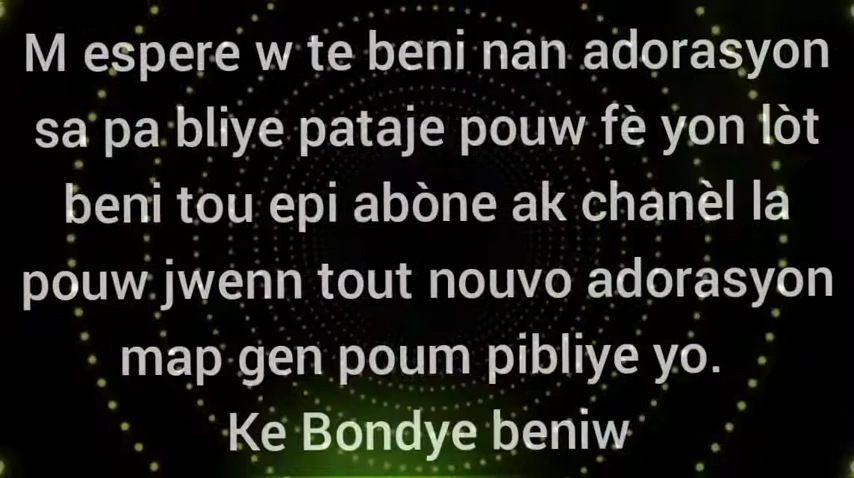 M espere w te beni nan adorasyon
sa pa bliye pataje pouw fè yon lòt
beni tou epi abòne ak chanèl la
pouw jwenn tout nouvo adorasyon
map gen poum pibliye yo.
Ke Bondye beniw